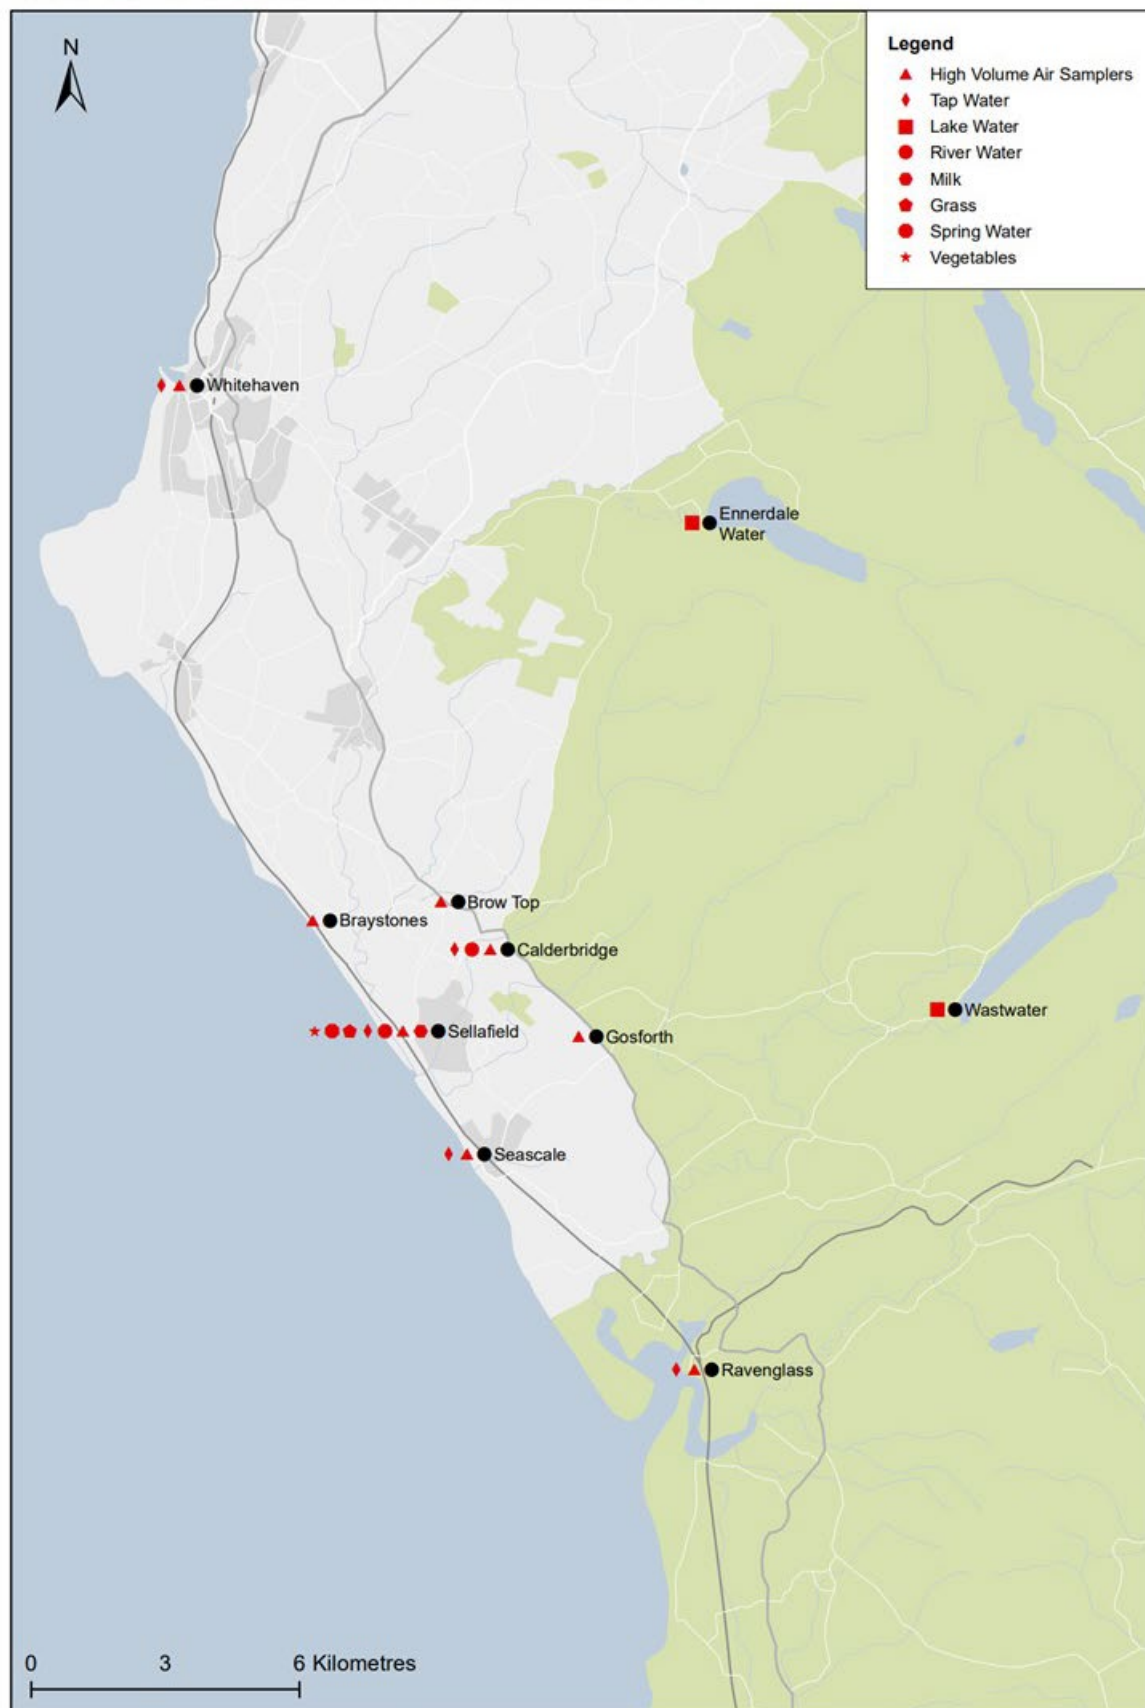 N
Legend
High Volume Air Samplers
Tap Water
Lake Water
River Water
Milk
Grass
Spring Water
Vegetables
Whitehaven
Ennerdale
Water
Brow Top
Braystones
Calderbridge
Wastwater
Sellafield
Gosforth
Seascale
Ravenglass
0 3 6 Kilometres